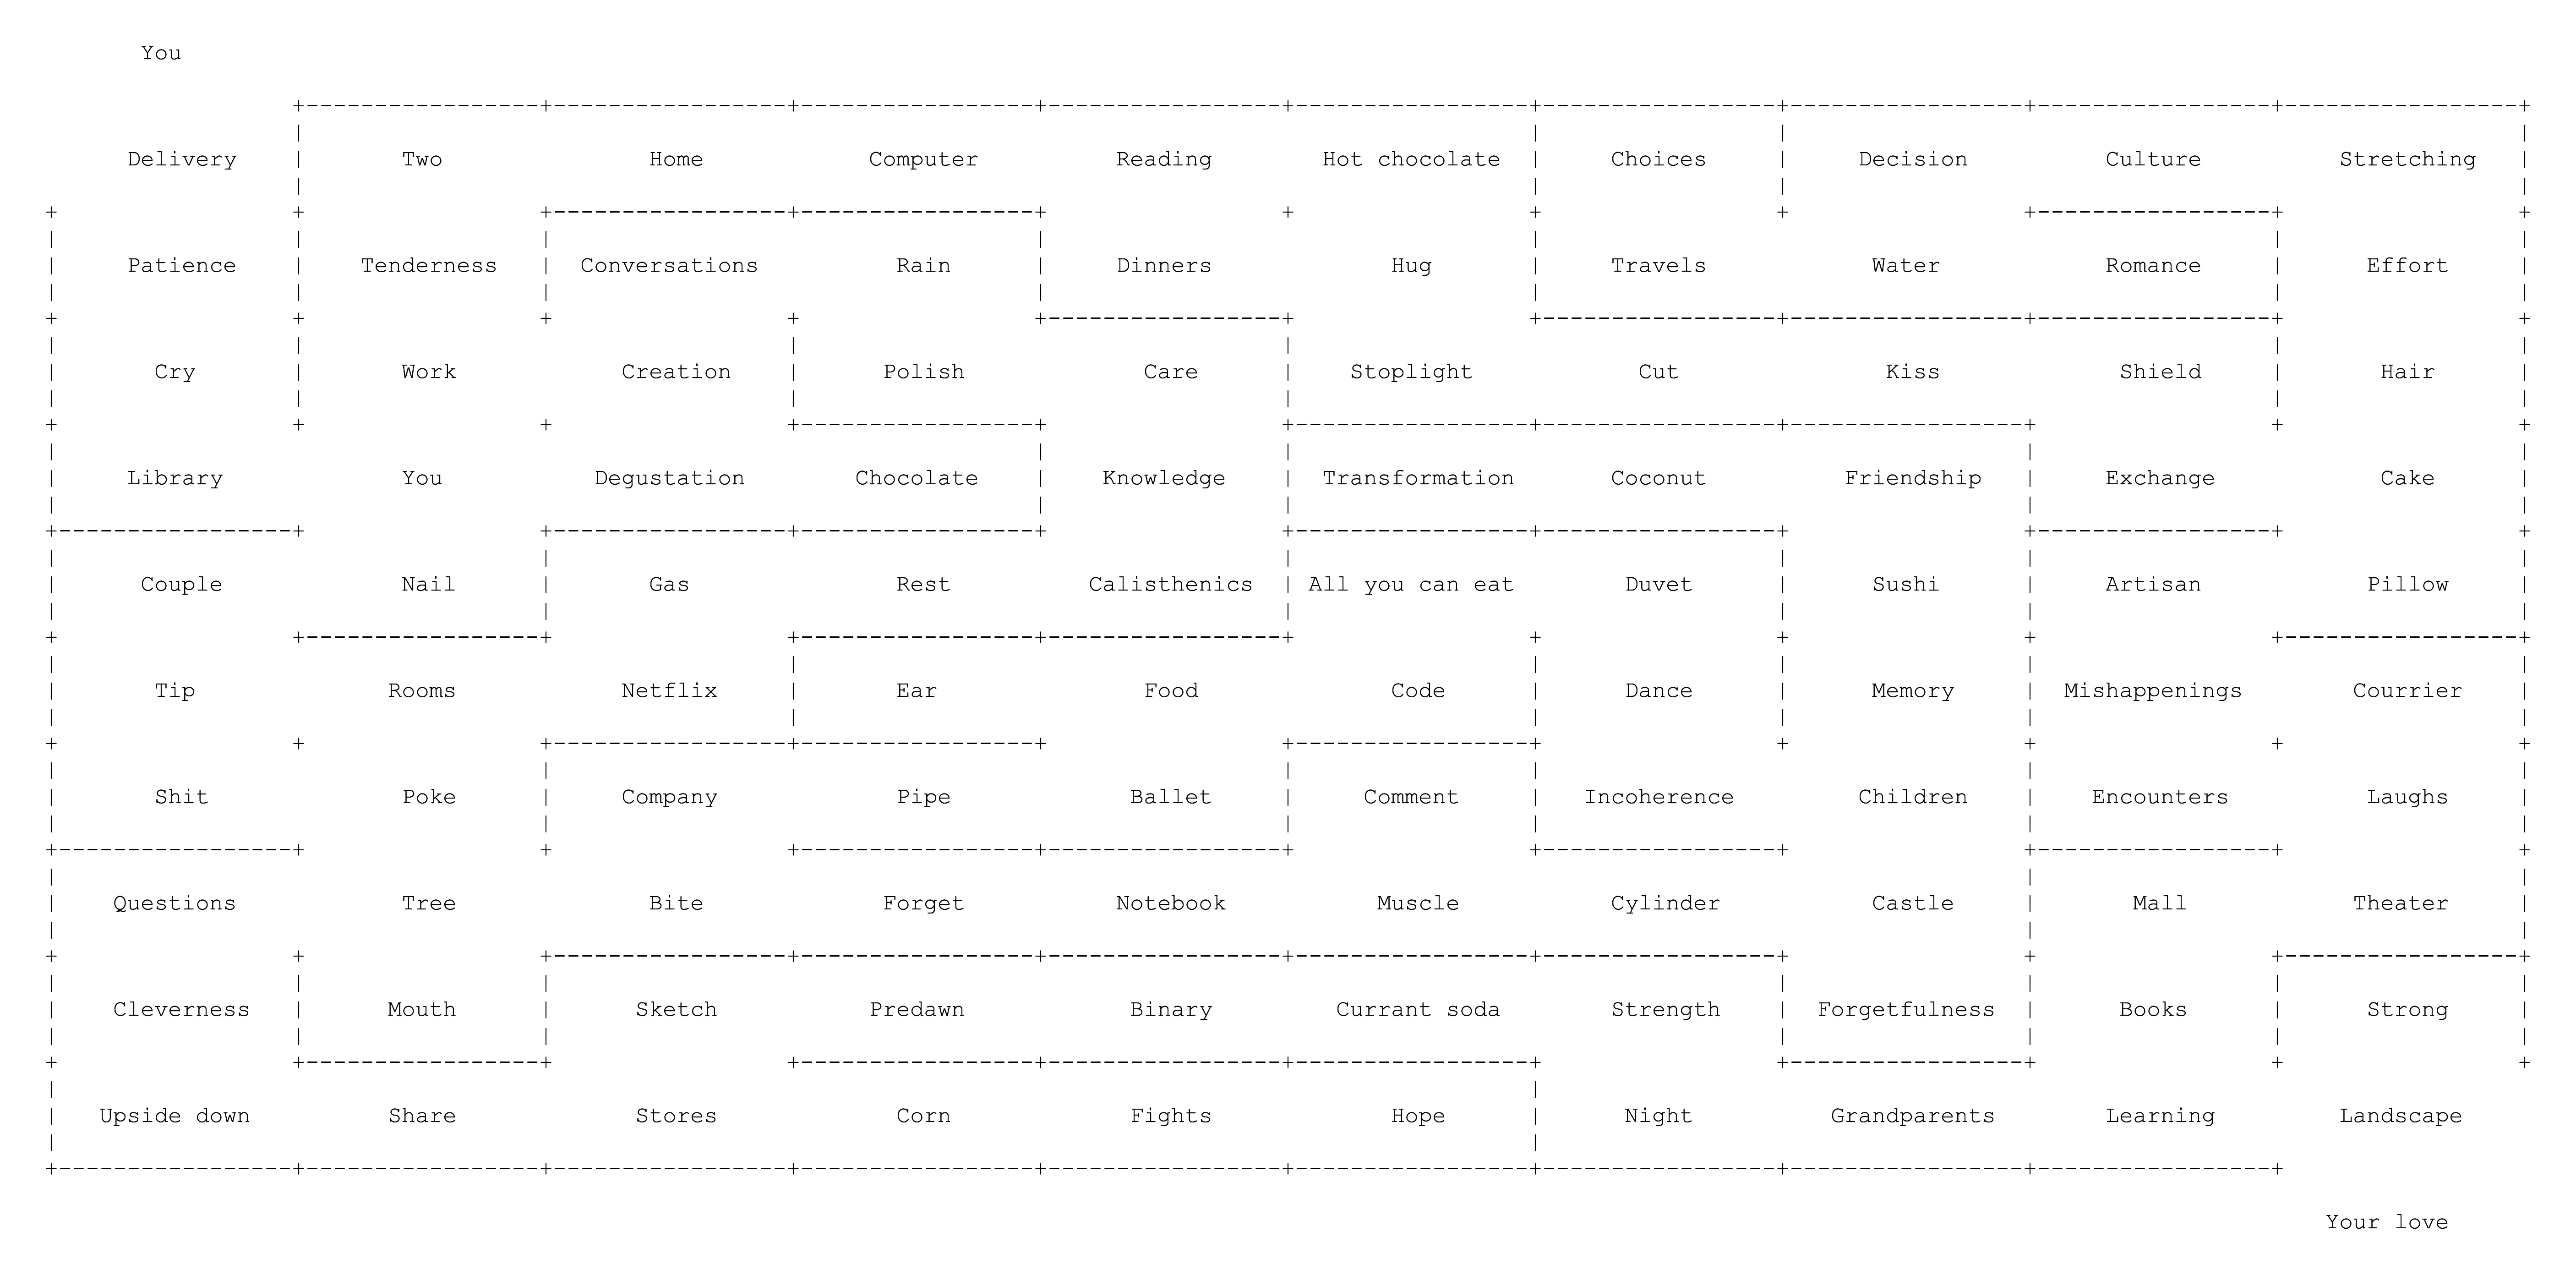 You
Delivery Two Home Computer Reading Hot chocolate Choices Decision Culture Stretching
Patience Tenderness Conversations Rain Dinners Hug Travels Water Romance Effort
Cry Work Creation Polish Care Stoplight Cut Kiss Shield Hair
Library You Degustation Chocolate Knowledge Transformation Coconut Friendship Exchange Cake
Couple Nail Gas Rest Calisthenics All you can eat Duvet Sushi Artisan Pillow
Tip Rooms Netflix Ear Food Code Dance Memory Mishappenings Courrier
Shit Poke Company Pipe Ballet Comment Incoherence Children Encounters Laughs
Questions Tree Bite Forget Notebook Muscle Cylinder Castle Mall Theater
Cleverness Mouth Sketch Predawn Binary Currant soda Strength Forgetfulness Books Strong
Upside down Share Stores Corn Fights Hope Night Grandparents Learning Landscape
Your love